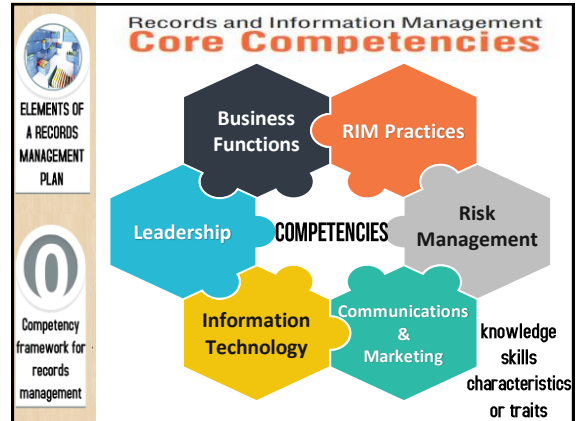 Records and Information Management
Core Competencies
ELEMENTS OF
A RECORDS
MANAGEMENT
PLAN
Business
Functions
RIM Practices
Leadership
COMPETENCIES
Risk
Management
Information
Technology
Communications
&
Marketing
0
Competency
framework for
records
management
knowledge
skills
characteristics
or traits